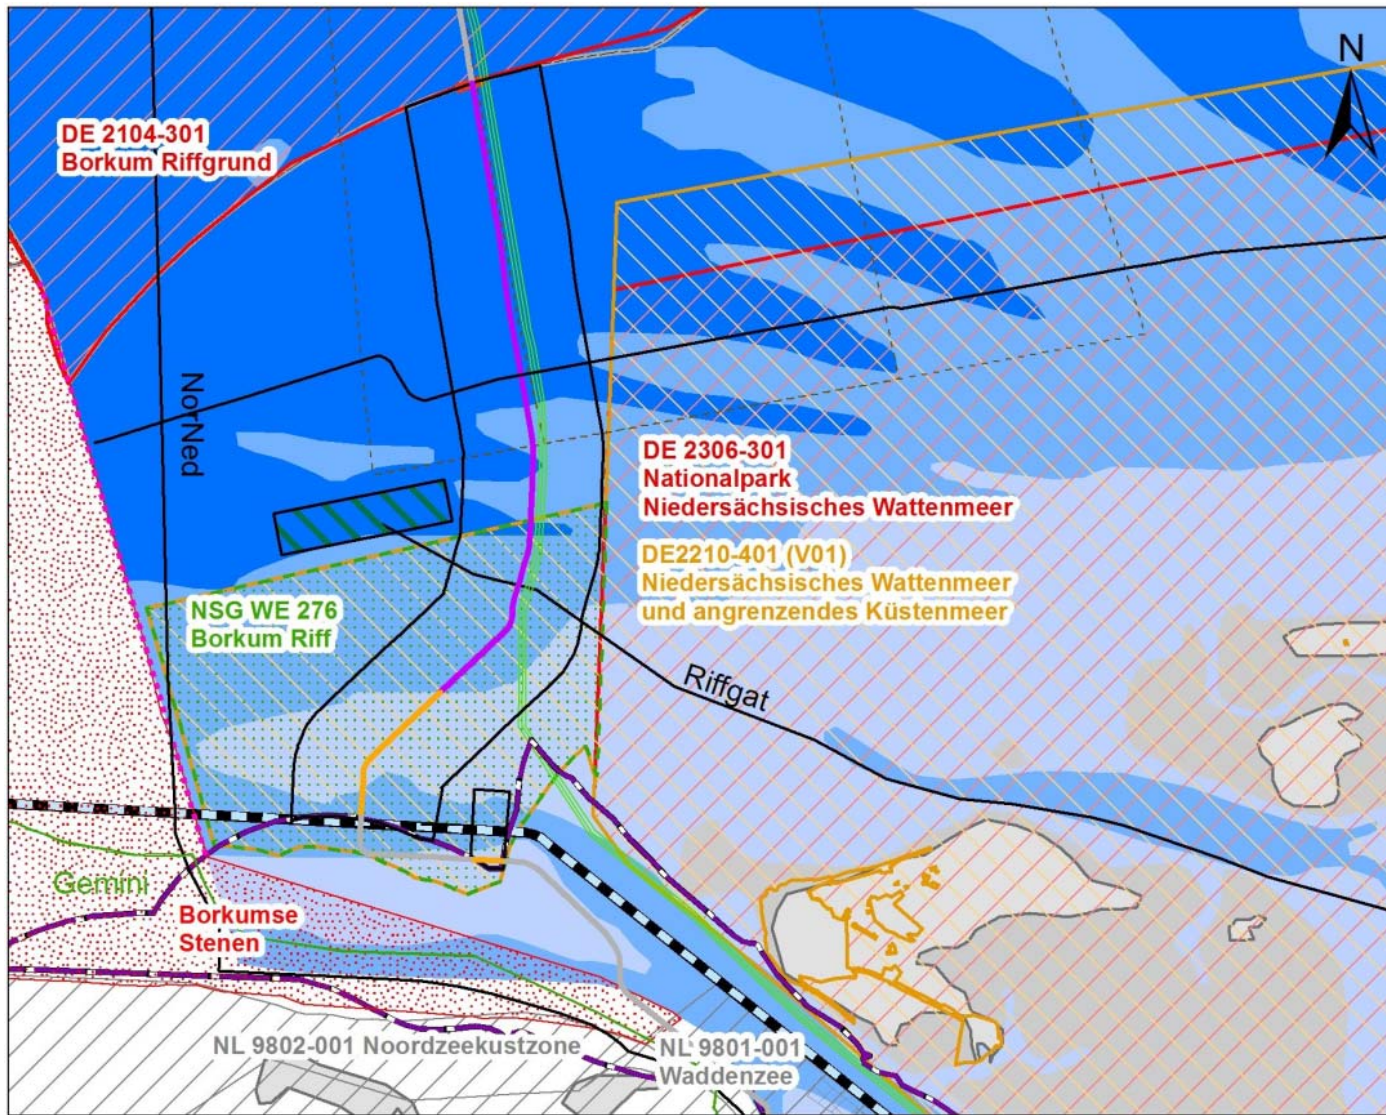 N
DE 2104-301
Borkum Riffgrund
NorNed
DE 2306-301
Nationalpark
Niedersächsisches Wattenmeer
DE2210-401 (V01)
Niedersächsisches Wattenmeer
und angrenzendes Küstenmeer
NSG WE 276
Borkum Riff
Riffgat
Gemini
Borkumse
Stenen
NL 9802-001 Noordzeekustzone
NL 9801-001
Waddenzee